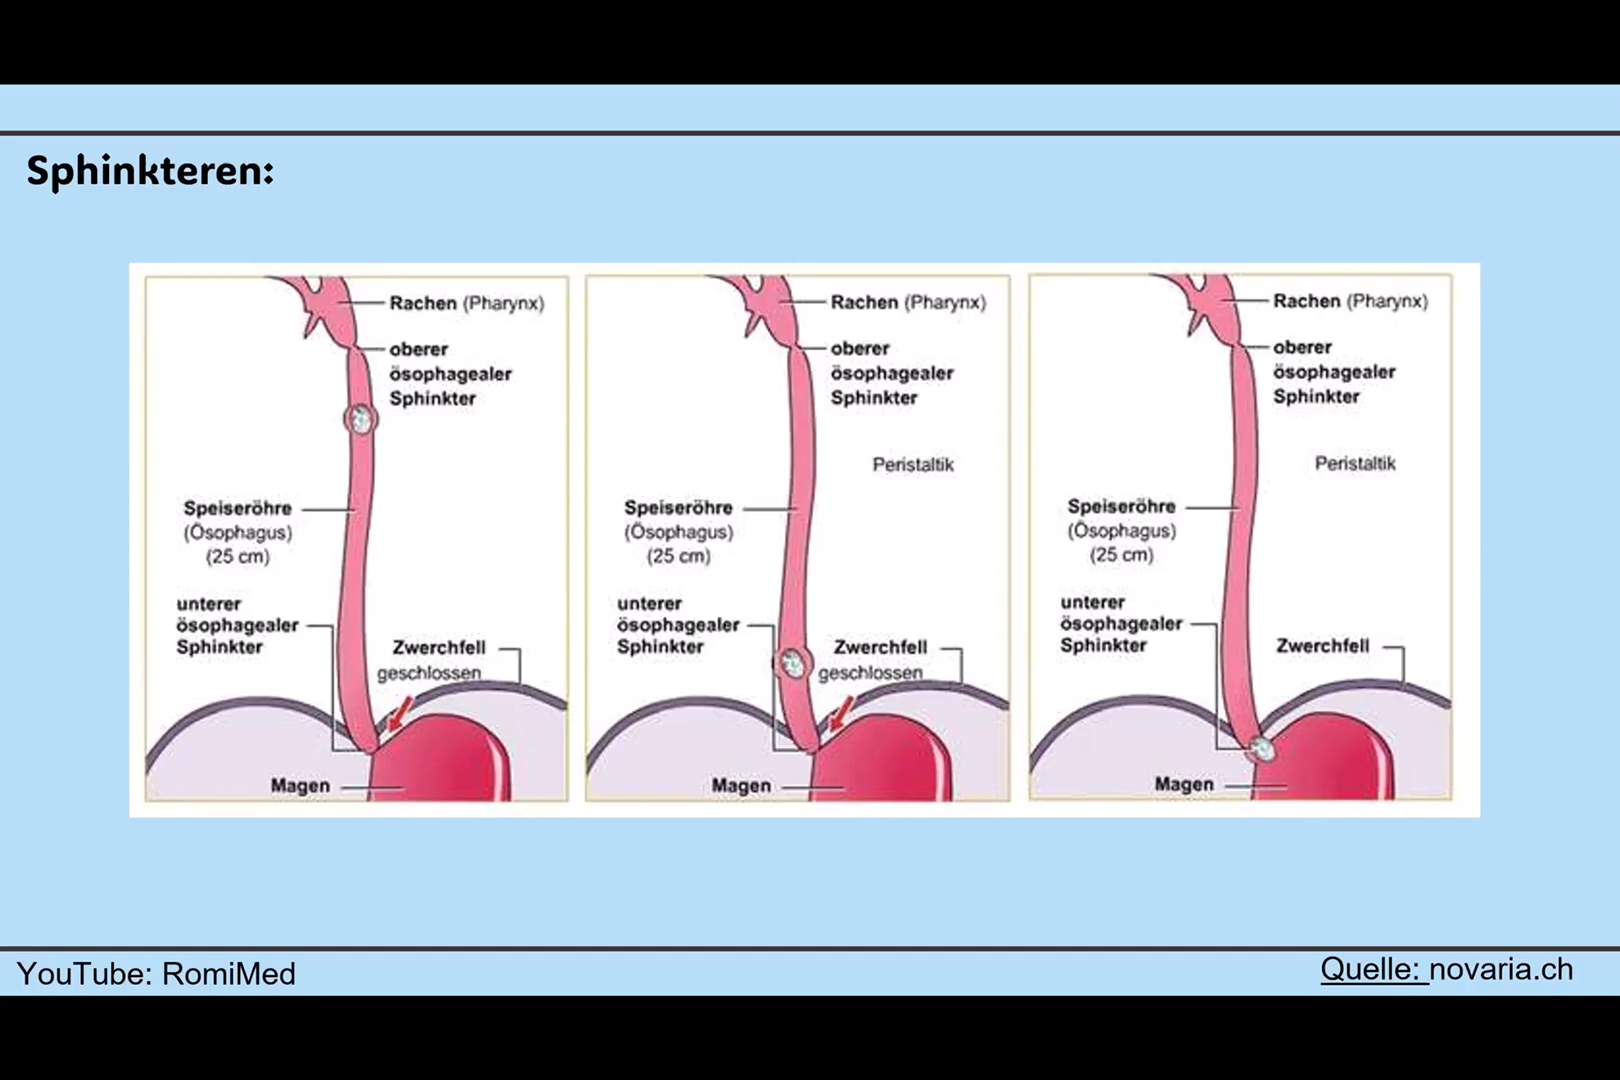 Sphinkteren:
Rachen (Pharynx)
oberer
ösophagealer
Sphinkter
Speiseröhre
(Ösophagus)
(25 cm)
unterer
ösophagealer
Sphinkter
Zwerchfell
geschlossen
Magen
Rachen (Pharynx)
oberer
ösophagealer
Sphinkter
Peristaltik
Speiseröhre
(Ösophagus)
(25 cm)
unterer
ösophagealer
Sphinkter
Zwerchfell
geschlossen
Magen
Rachen (Pharynx)
oberer
ösophagealer
Sphinkter
Peristaltik
Speiseröhre
(Ösophagus)
(25 cm)
unterer
ösophagealer
Sphinkter
Zwerchfell
Magen
YouTube: RomiMed
Quelle: novaria.ch